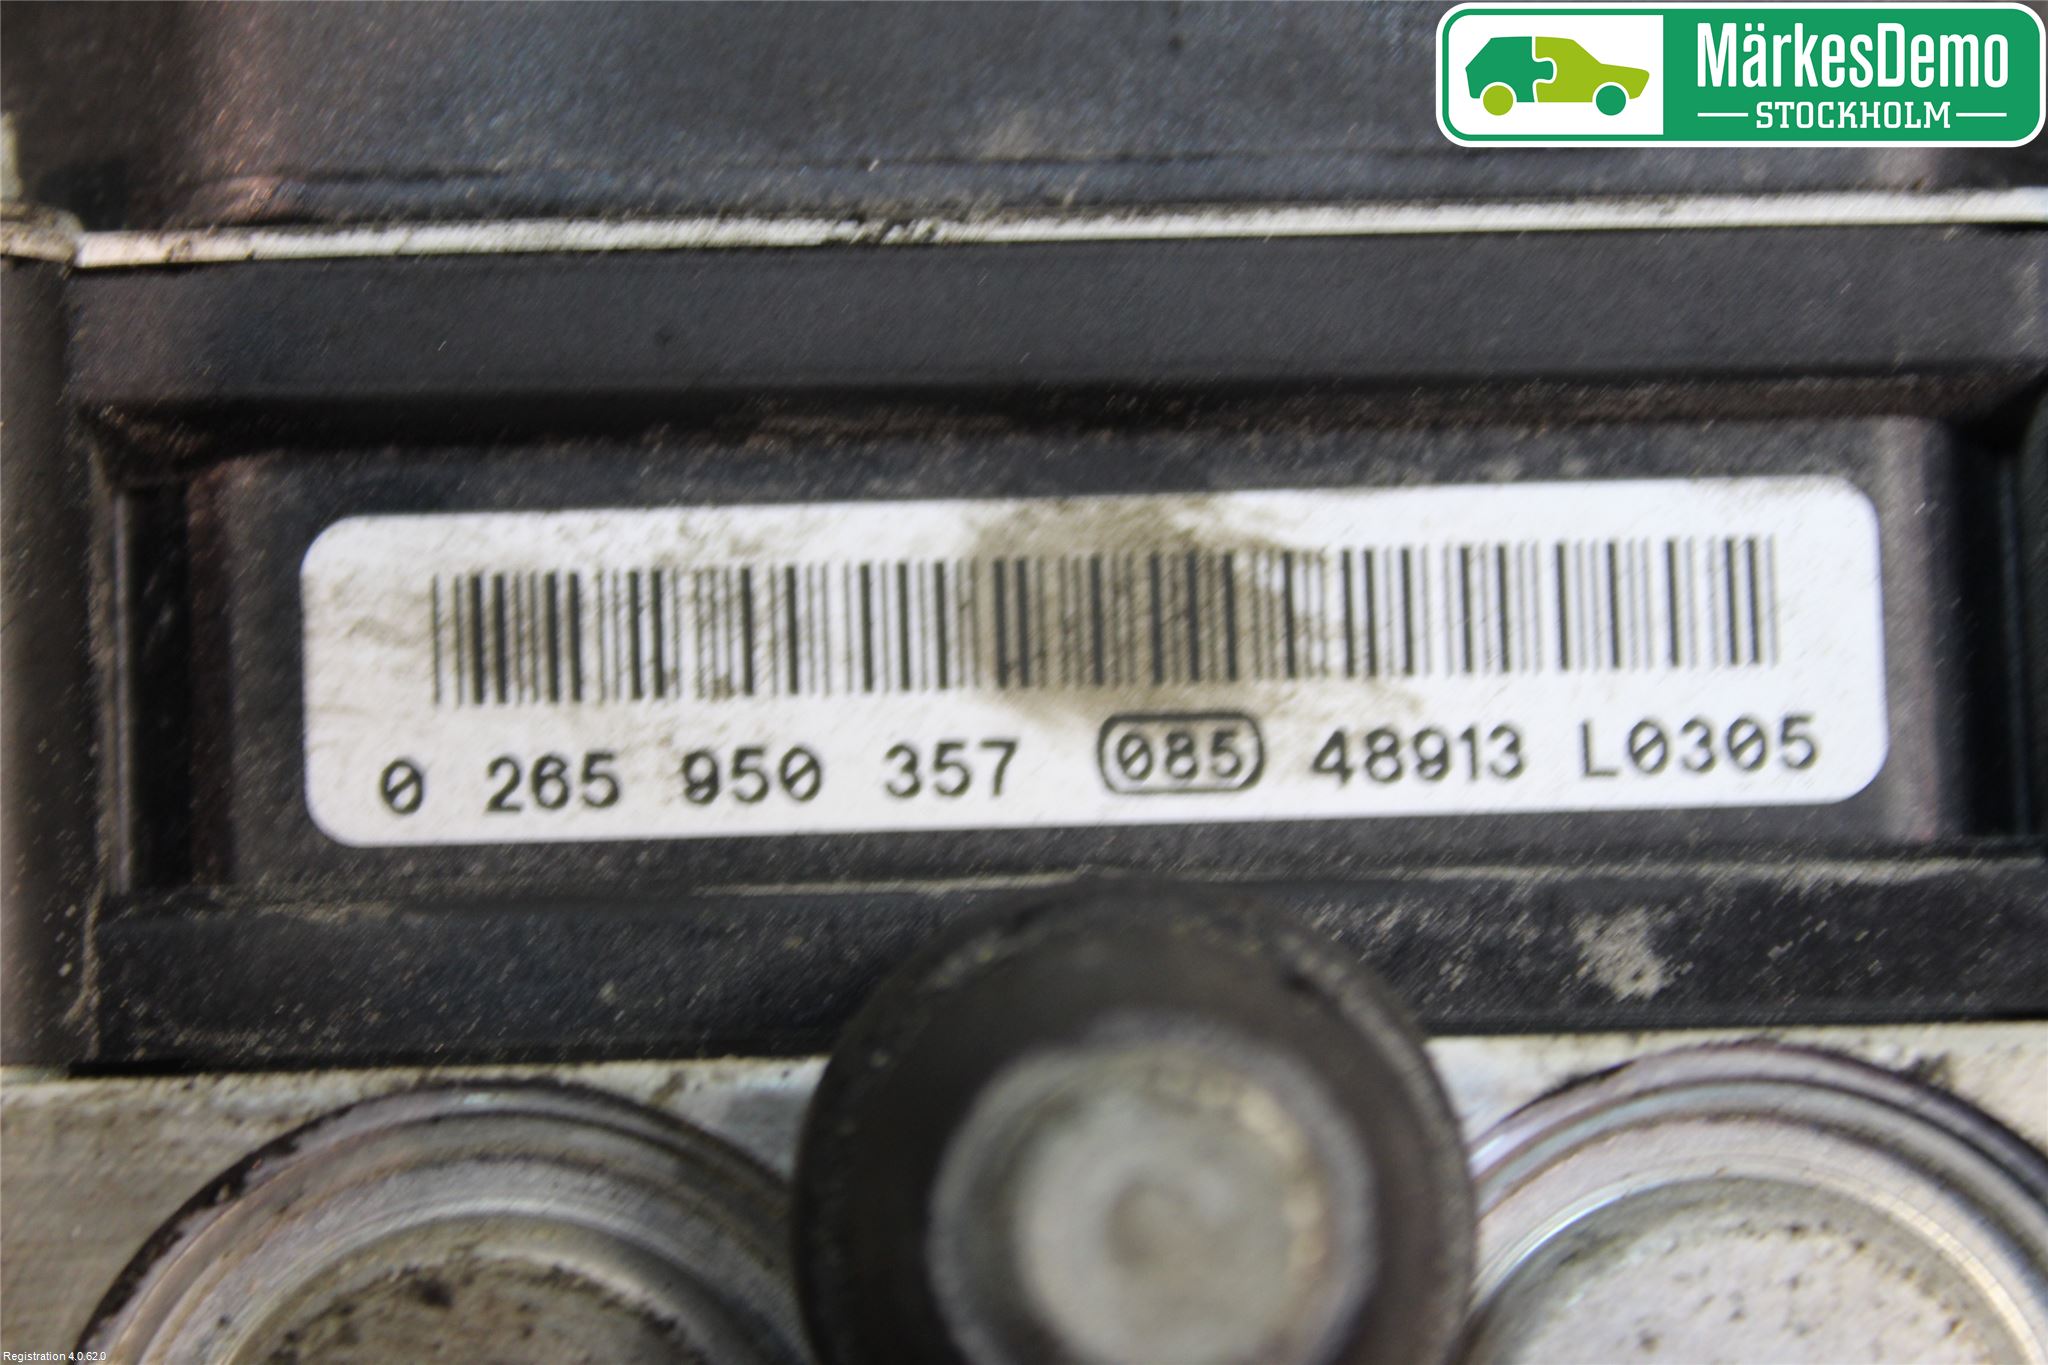 MärkesDemo
STOCKHOLM
0 265 950 357 085 48913 L0305
Registration 4.0.62.0